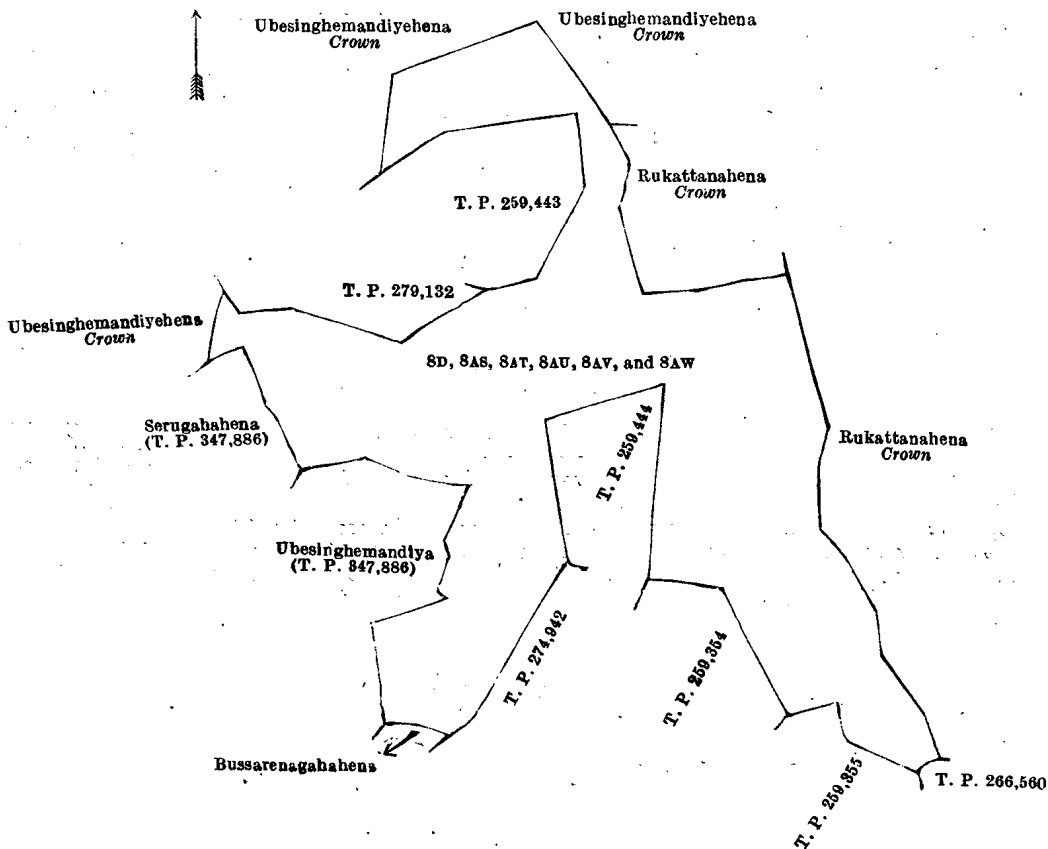 Ubesinghemandiyehena
Crown
Ubesinghemandiyehena
Crown
Rukattanahena
Crown
T. P. 259,443
T. P. 279,132
Ubesinghemandiyehena
Crown
8D, 8AS, 8AT, 8AU, 8AV, and 8AW
Serugahahena
(T. P. 347,886)
T. P. 259,444
Rukattanahena
Crown
Ubesinghemandiya
(T. P. 347,886)
T. P. 274,942
T. P. 259,354
Bussarenagahahena
T. P. 259,355
T. P. 266,560